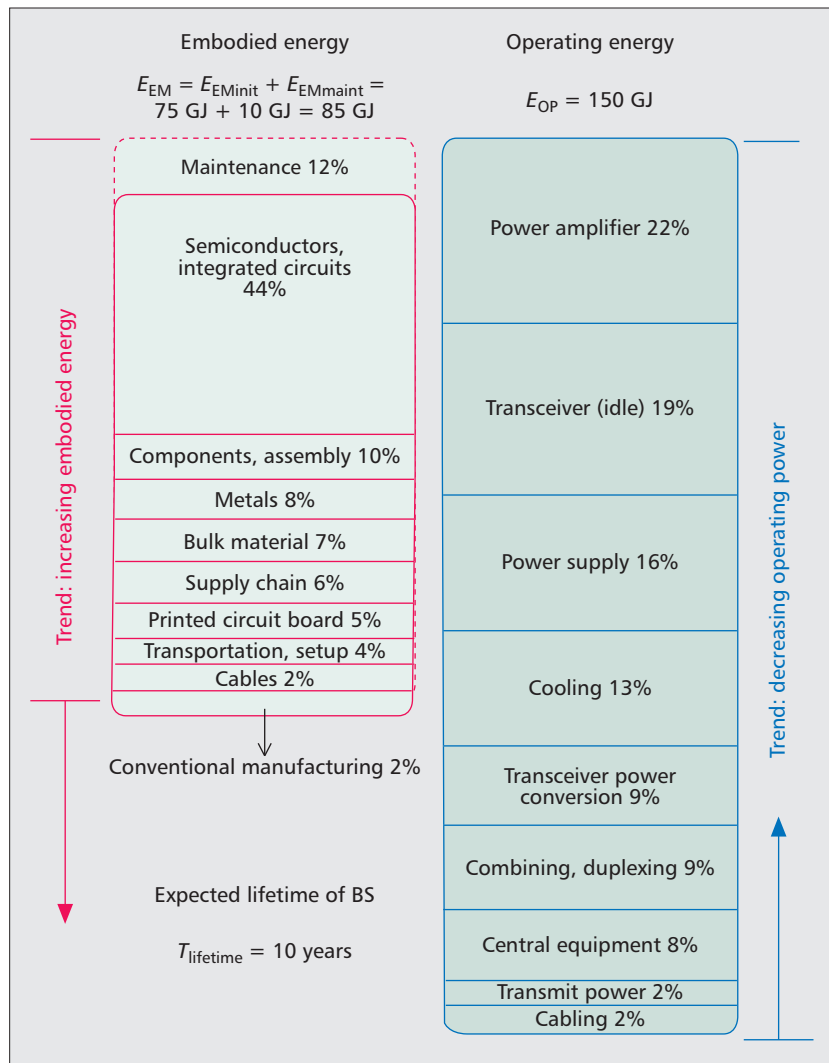 Embodied energy
E_EM = E_EMinit + E_EMmaint =
75 GJ + 10 GJ = 85 GJ
Maintenance 12%
Semiconductors,
integrated circuits
44%
Components, assembly 10%
Metals 8%
Bulk material 7%
Supply chain 6%
Printed circuit board 5%
Transportation, setup 4%
Cables 2%
Conventional manufacturing 2%
Trend: increasing embodied energy
Expected lifetime of BS
T_lifetime = 10 years
Operating energy
E_OP = 150 GJ
Power amplifier 22%
Transceiver (idle) 19%
Power supply 16%
Cooling 13%
Transceiver power
conversion 9%
Combining, duplexing 9%
Central equipment 8%
Transmit power 2%
Cabling 2%
Trend: decreasing operating power